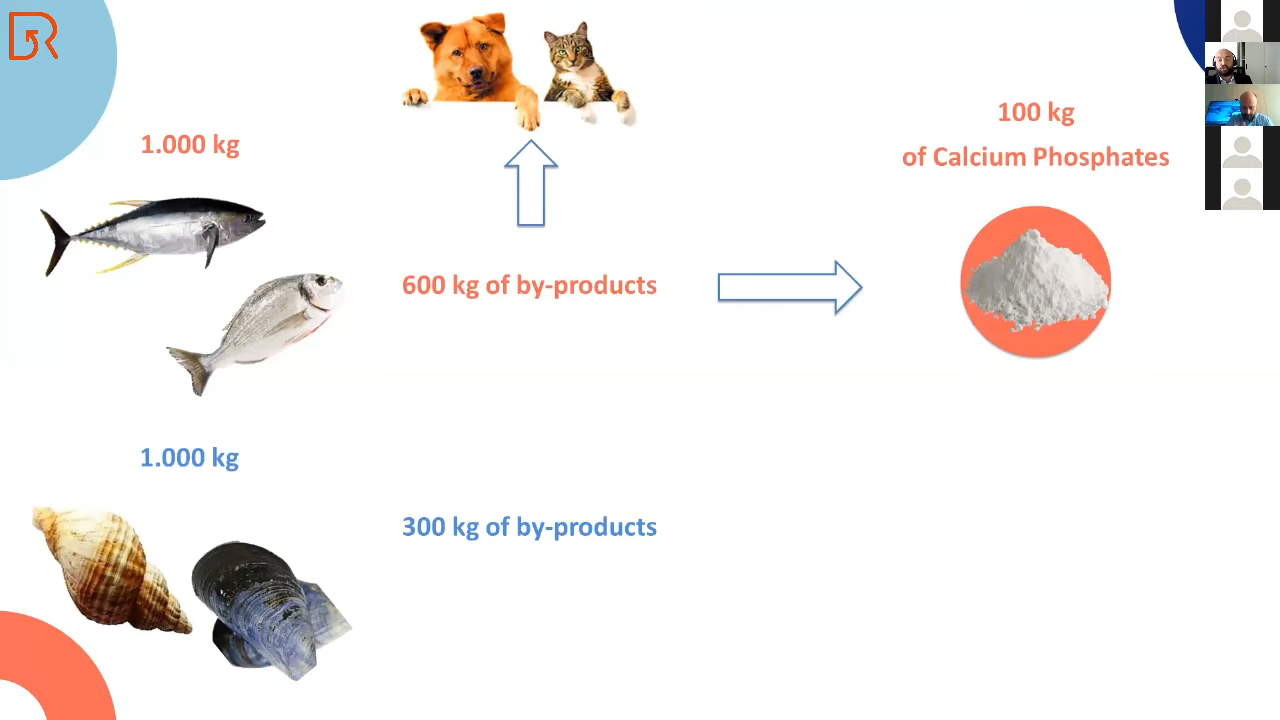 1.000 kg
100 kg
of Calcium Phosphates
600 kg of by-products
1.000 kg
300 kg of by-products